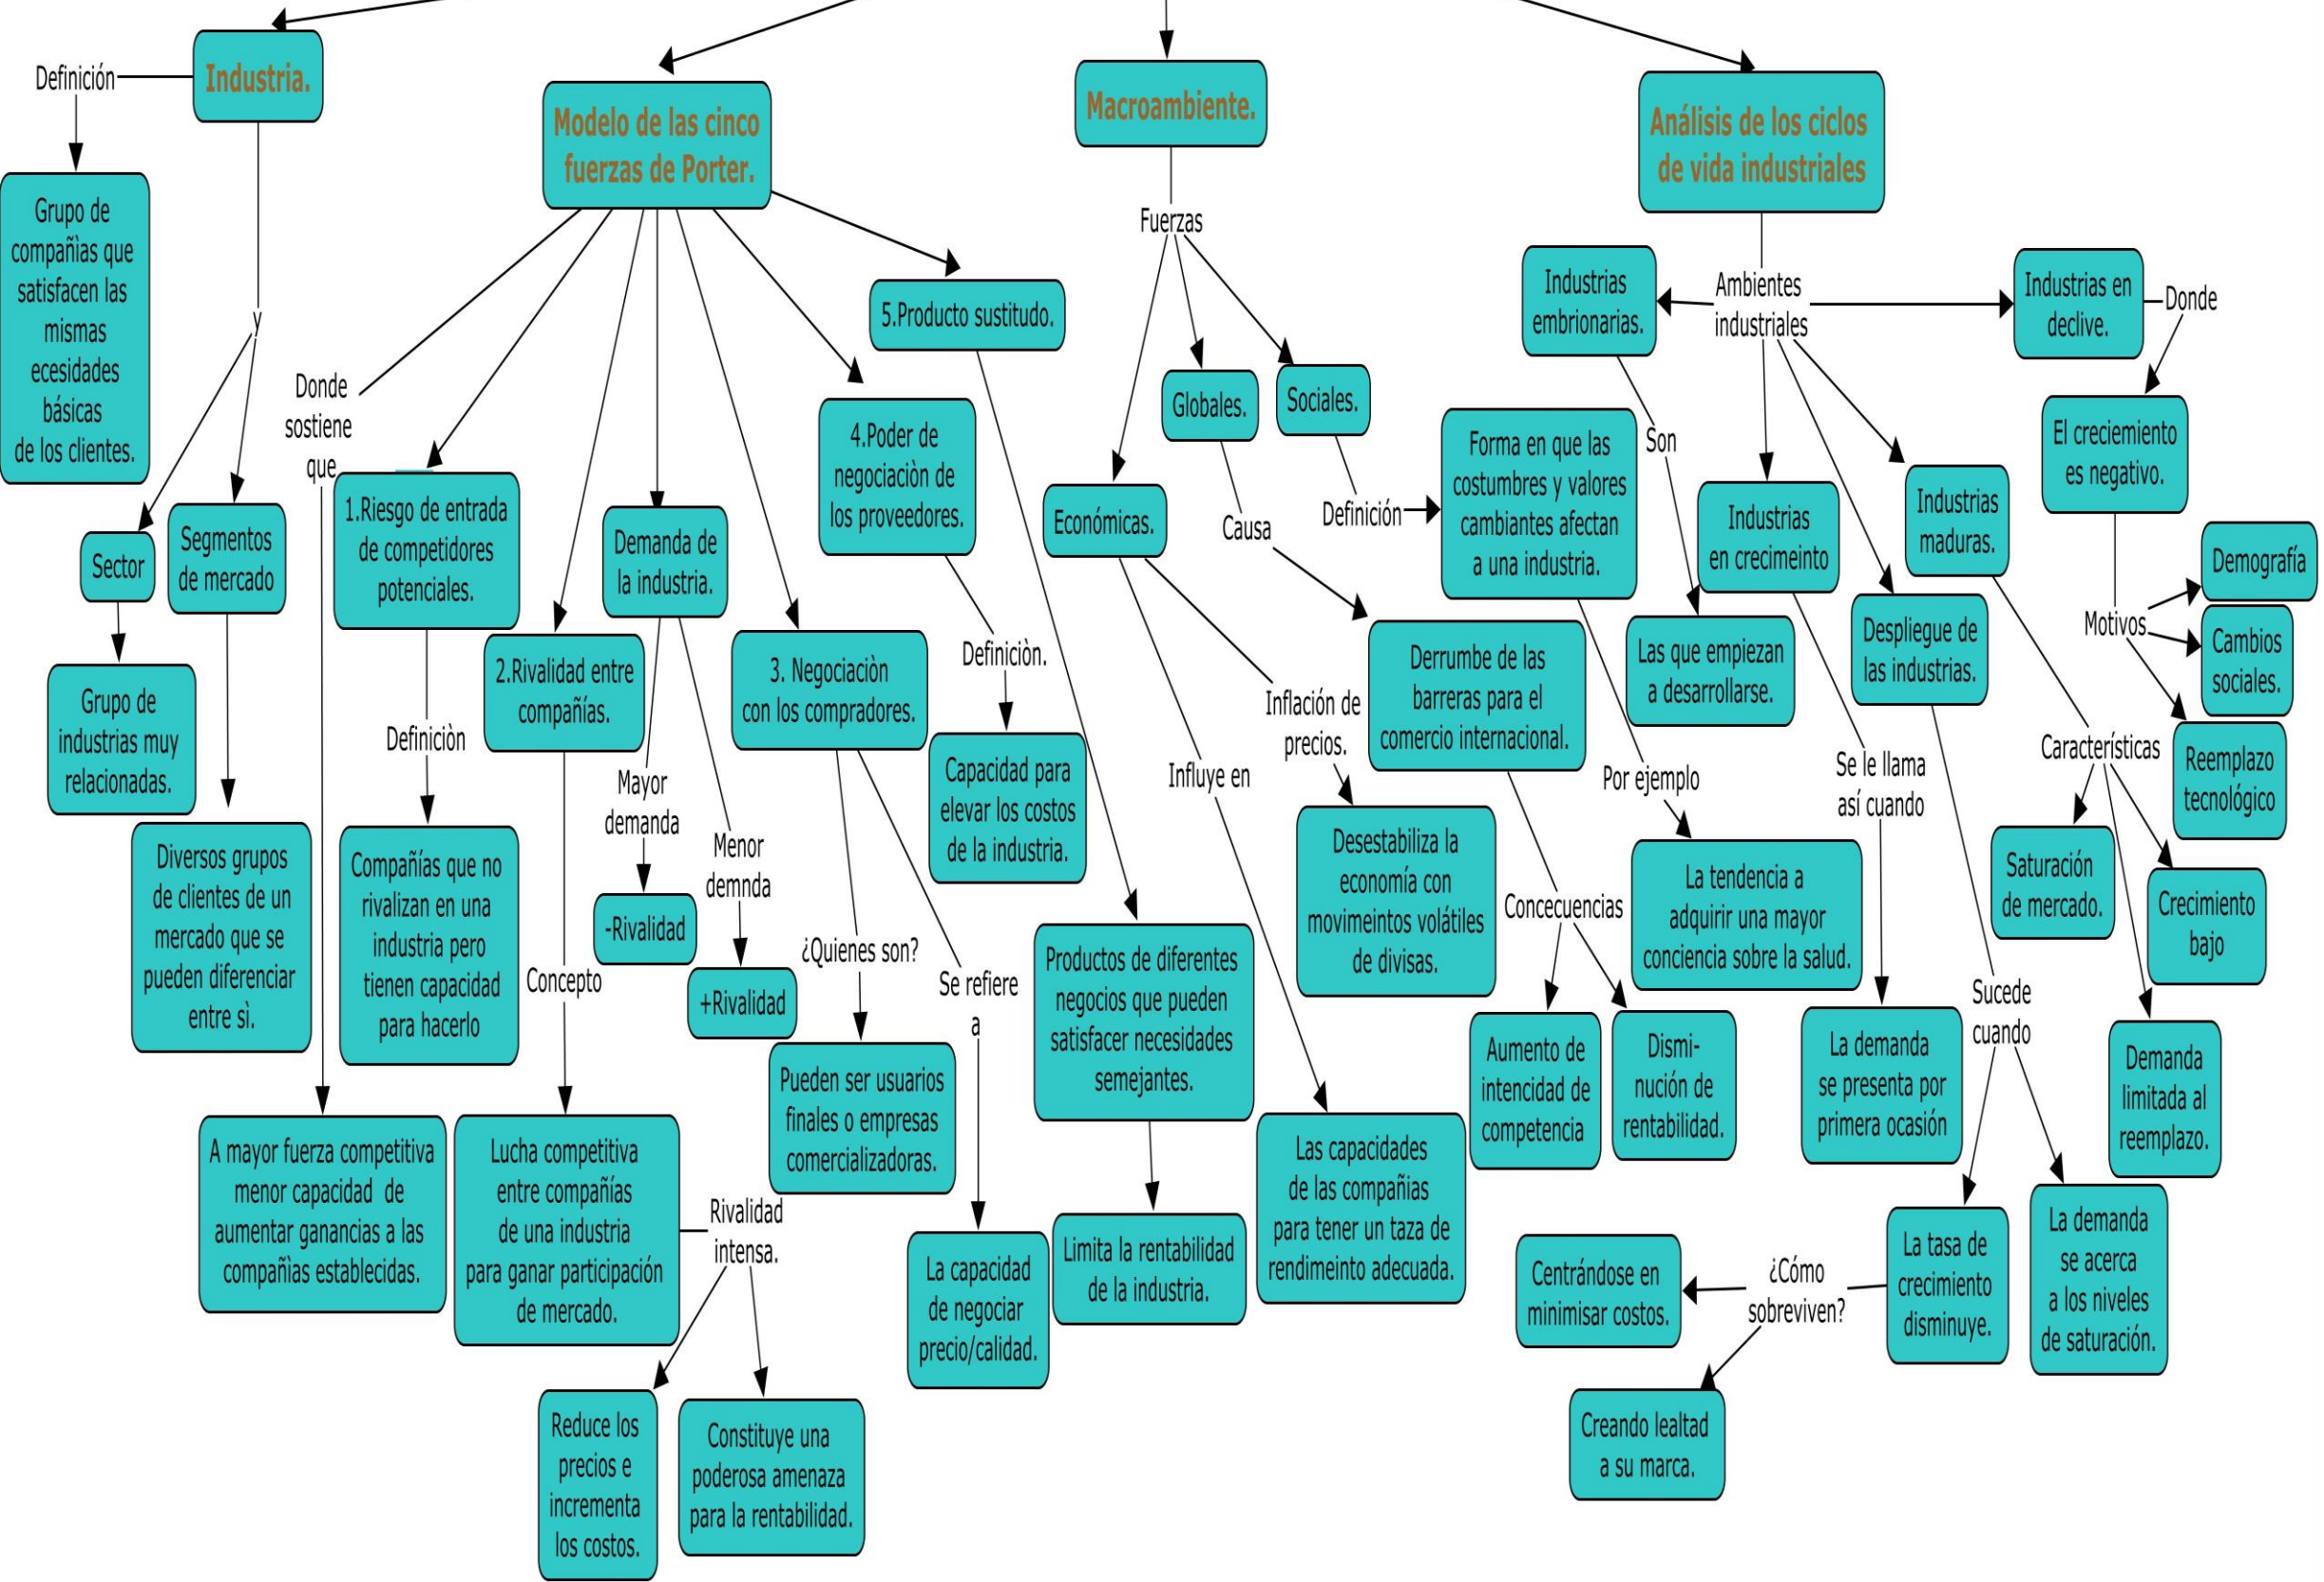 Industria.
Definición
Grupo de
compañìas que
satisfacen las
mismas
ecesidades
básicas
de los clientes.
y
Sector
Segmentos
de mercado
Grupo de
industrias muy
relacionadas.
Diversos grupos
de clientes de un
mercado que se
pueden diferenciar
entre sì.
Modelo de las cinco
fuerzas de Porter.
Donde
sostiene
que
A mayor fuerza competitiva
menor capacidad de
aumentar ganancias a las
compañìas establecidas.
1.Riesgo de entrada
de competidores
potenciales.
Definiciòn
Compañías que no
rivalizan en una
industria pero
tienen capacidad
para hacerlo
2.Rivalidad entre
compañías.
Concepto
Lucha competitiva
entre compañías
de una industria
para ganar participación
de mercado.
Rivalidad
intensa.
Reduce los
precios e
incrementa
los costos.
Constituye una
poderosa amenaza
para la rentabilidad.
Demanda de
la industria.
Mayor
demanda
-Rivalidad
Menor
demnda
+Rivalidad
3. Negociaciòn
con los compradores.
¿Quienes son?
Pueden ser usuarios
finales o empresas
comercializadoras.
Se refiere
a
La capacidad
de negociar
precio/calidad.
4.Poder de
negociaciòn de
los proveedores.
Definiciòn.
Capacidad para
elevar los costos
de la industria.
5.Producto sustitudo.
Productos de diferentes
negocios que pueden
satisfacer necesidades
semejantes.
Limita la rentabilidad
de la industria.
Macroambiente.
Fuerzas
Económicas.
Influye en
Las capacidades
de las compañias
para tener un taza de
rendimeinto adecuada.
Inflación de
precios.
Desestabiliza la
economía con
movimeintos volátiles
de divisas.
Globales.
Causa
Derrumbe de las
barreras para el
comercio internacional.
Concecuencias
Aumento de
intencidad de
competencia
Dismi-
nución de
rentabilidad.
Sociales.
Definición
Forma en que las
costumbres y valores
cambiantes afectan
a una industria.
Por ejemplo
La tendencia a
adquirir una mayor
conciencia sobre la salud.
Análisis de los ciclos
de vida industriales
Ambientes
industriales
Industrias
embrionarias.
Son
Las que empiezan
a desarrollarse.
Industrias
en crecimeinto
Se le llama
así cuando
La demanda
se presenta por
primera ocasión
Despliegue de
las industrias.
Sucede
cuando
La tasa de
crecimiento
disminuye.
¿Cómo
sobreviven?
Centrándose en
minimisar costos.
Creando lealtad
a su marca.
La demanda
se acerca
a los niveles
de saturación.
Industrias
maduras.
Características
Saturación
de mercado.
Crecimiento
bajo
Demanda
limitada al
reemplazo.
Industrias en
declive.
Donde
El creciemiento
es negativo.
Motivos
Demografía
Cambios
sociales.
Reemplazo
tecnológico